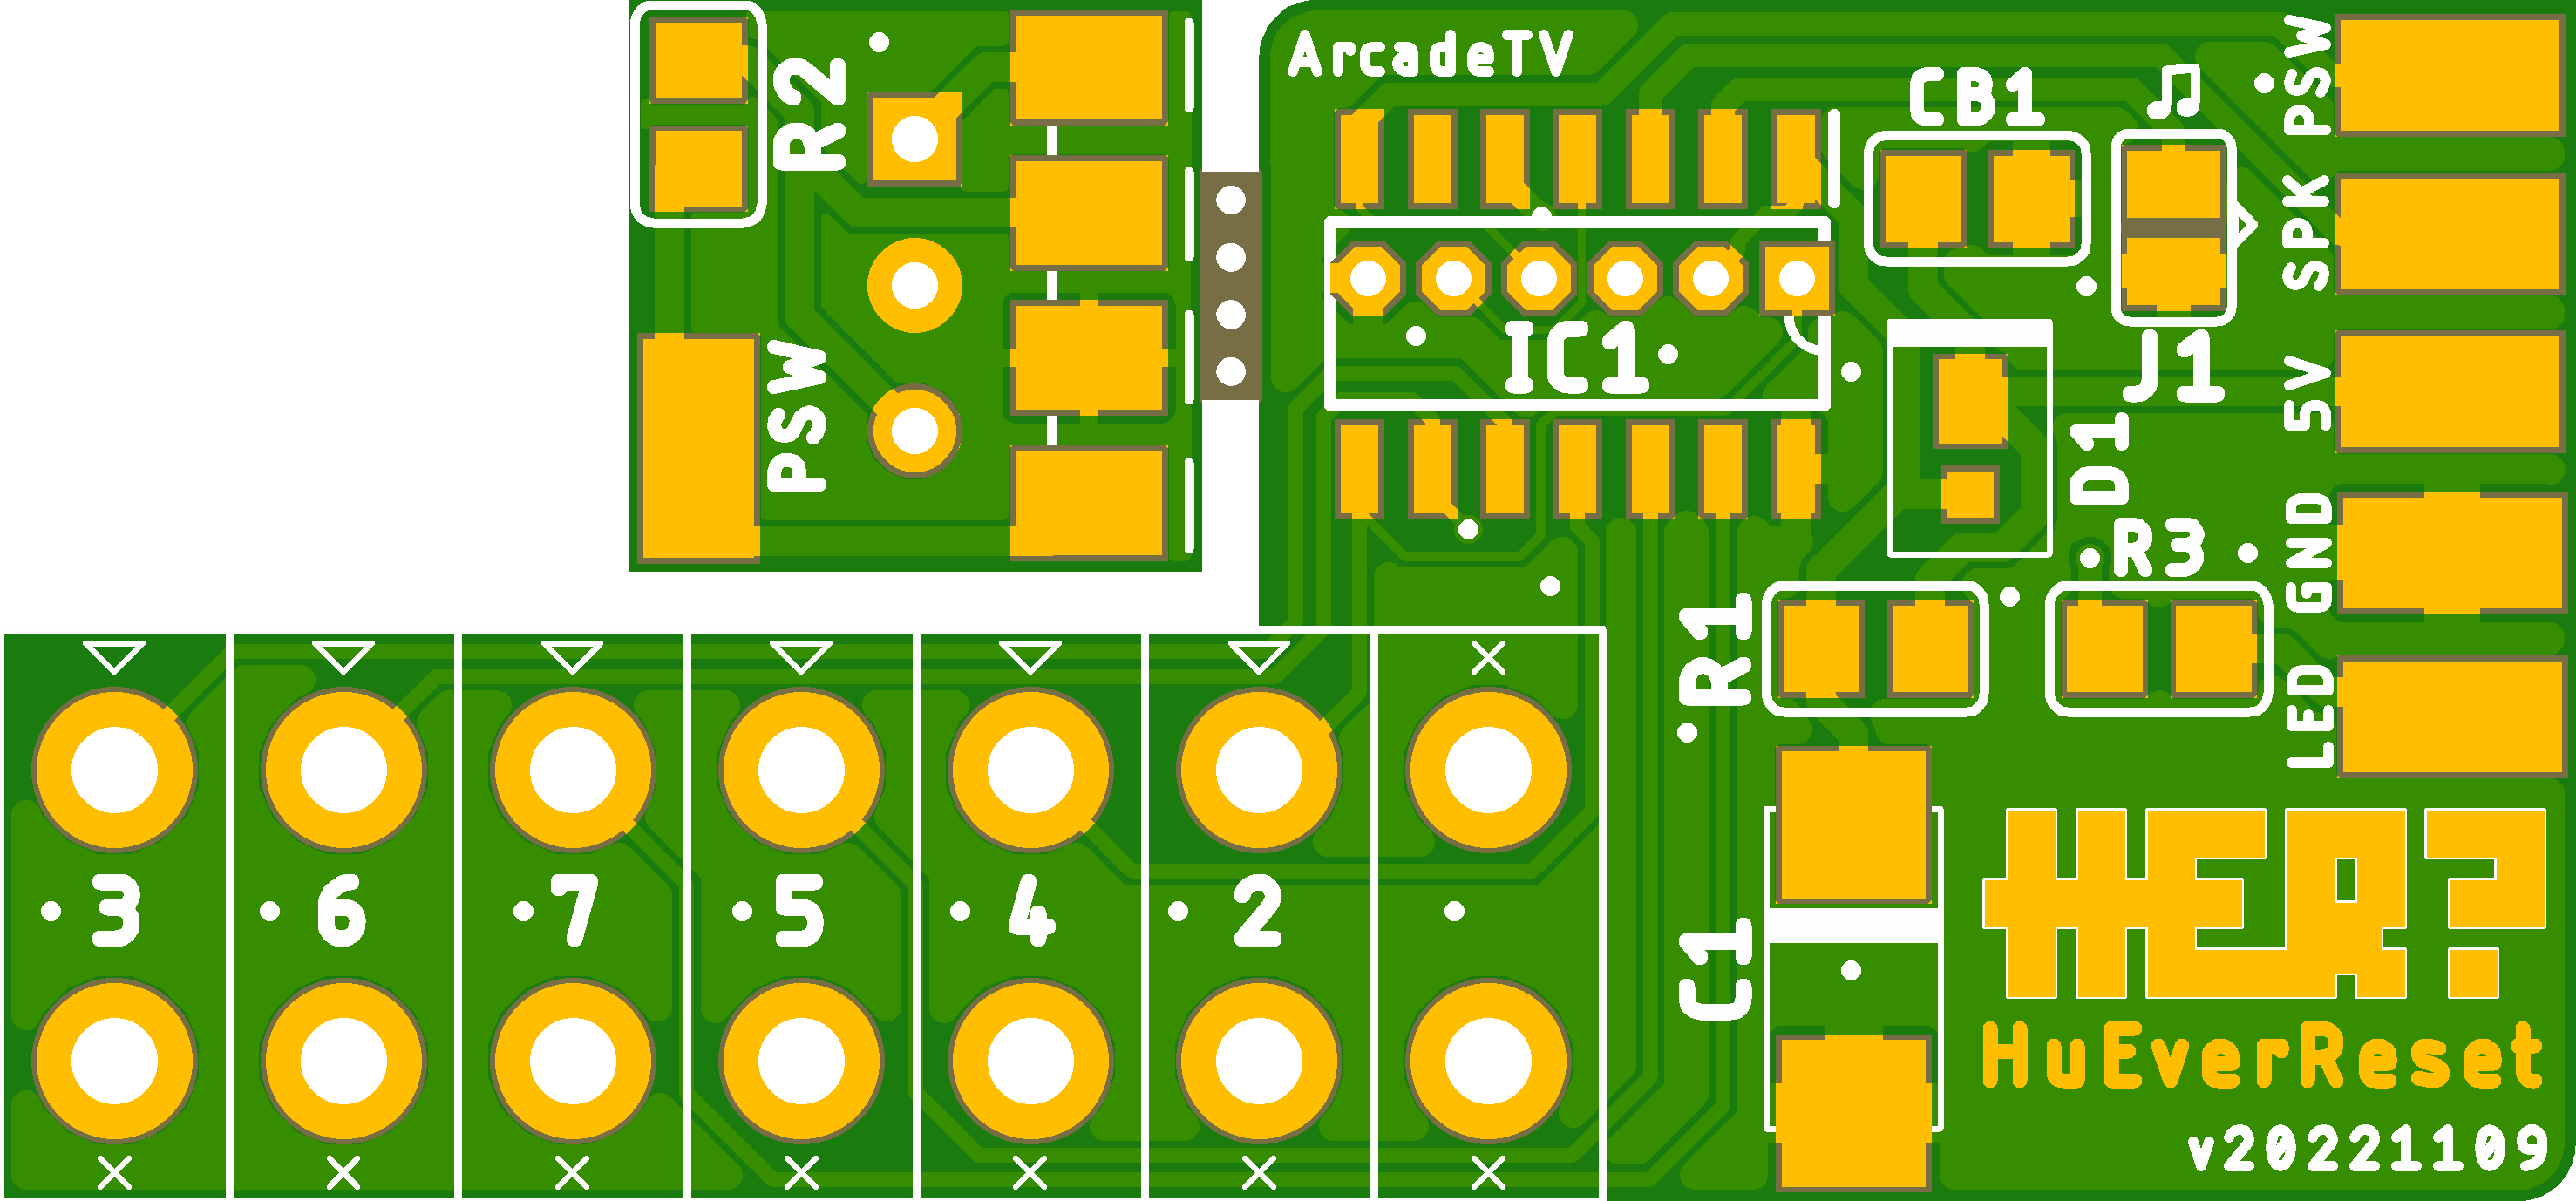 R2
PSW
ArcadeTV
CB1
♫
PSW
SPK
5V
GND
LED
IC1
J1
D1
R3
R1
C1
3 6 7 5 4 2
HER?
HuEverReset
v20221109